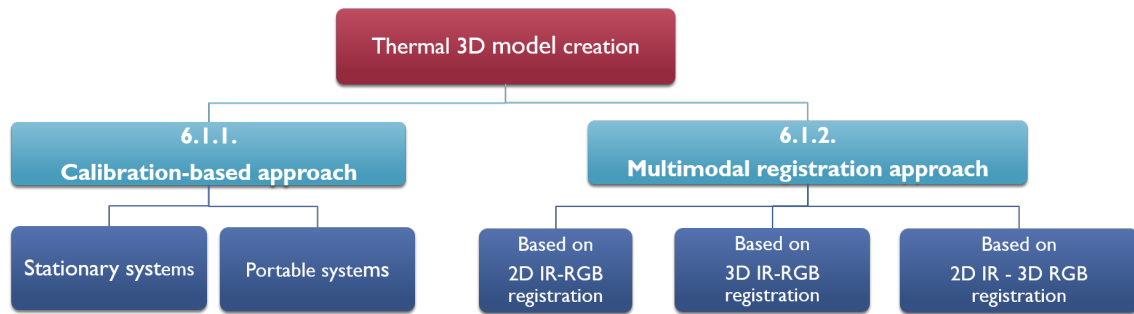 Thermal 3D model creation
6.1.1.
Calibration-based approach
6.1.2.
Multimodal registration approach
Stationary systems
Portable systems
Based on
2D IR-RGB
registration
Based on
3D IR-RGB
registration
Based on
2D IR - 3D RGB
registration